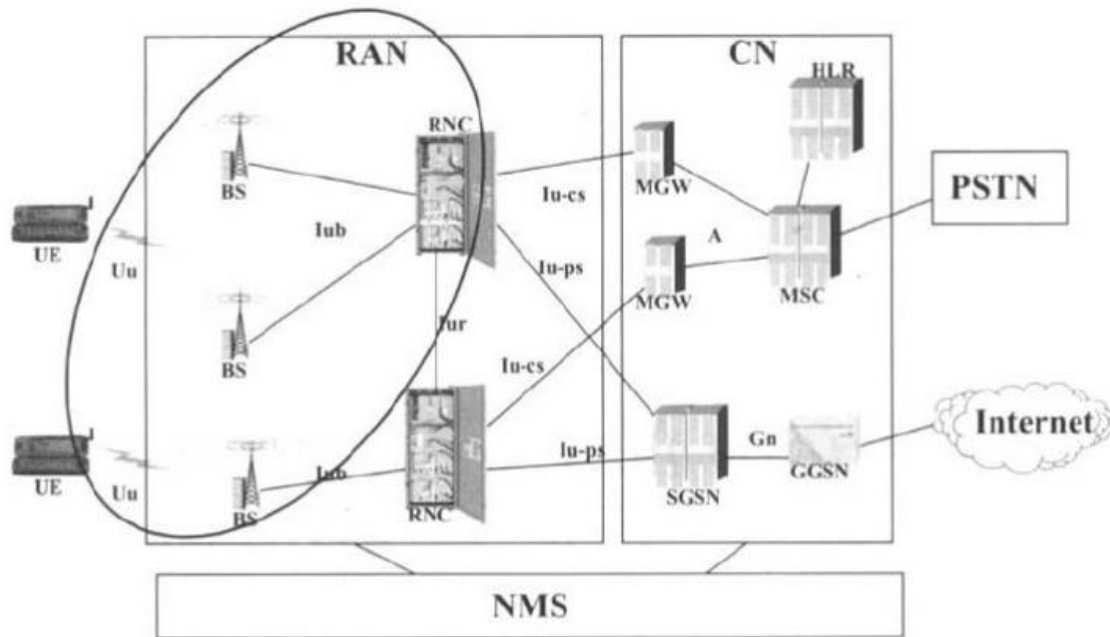 RAN
CN
HLR
RNC
BS
MGW
Iu-cs
PSTN
UE
Uu
Iub
A
Iu-ps
MGW
MSC
BS
Iur
Iu-cs
Internet
UE
Uu
BS
Iub
RNC
Iu-ps
SGSN
Gn
GGSN
NMS